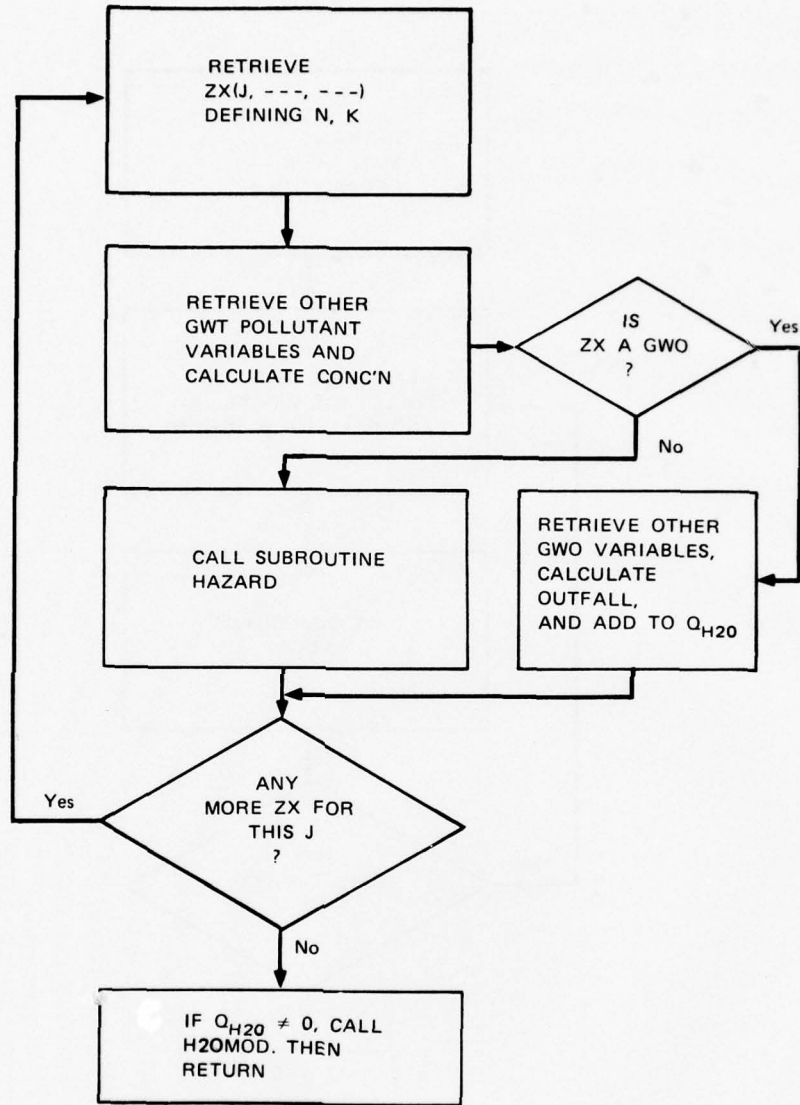 RETRIEVE
ZX(J, ---, ---)
DEFINING N, K
RETRIEVE OTHER
GWT POLLUTANT
VARIABLES AND
CALCULATE CONC'N
IS
ZX A GWO
?
Yes
No
CALL SUBROUTINE
HAZARD
RETRIEVE OTHER
GWO VARIABLES,
CALCULATE
OUTFALL,
AND ADD TO Q_H20
ANY
MORE ZX FOR
THIS J
?
Yes
No
IF Q_H20 ≠ 0, CALL
H2OMOD. THEN
RETURN